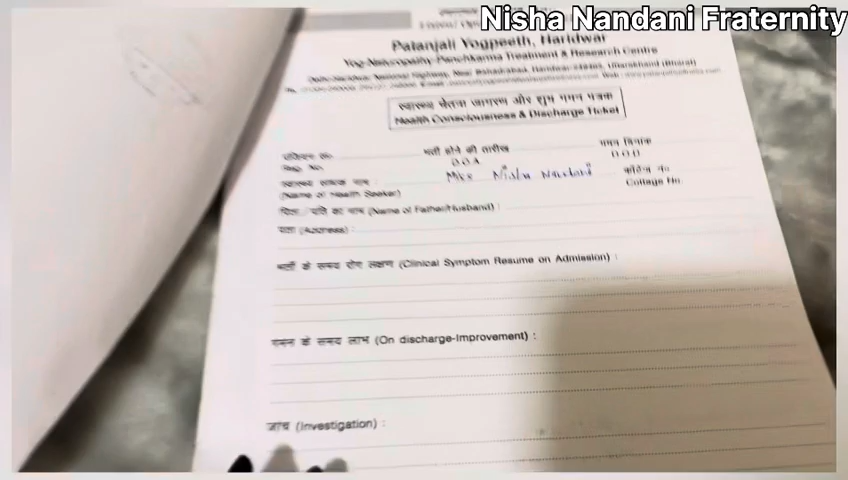 Nisha Nandani Fraternity
Patanjali Yogpeeth, Haridwar
Yog-Naturopathy-Panchkarma Treatment & Research Centre
स्वास्थ्य चेतना जागरण और शुभ गमन पत्रक
Health Consciousness & Discharge Ticket
भर्ती होने की तारीख
गमन दिनांक
Reg. No.
D.O.A.
D.O.D
Miss Nisha Nandani
(Name of Health Seeker)
Cottage No.
पिता / पति का नाम (Name of Father/Husband) :
पता (Address) :
भर्ती के समय रोग लक्षण (Clinical Symptom Resume on Admission) :
गमन के समय लाभ (On discharge-Improvement) :
जांच (Investigation) :